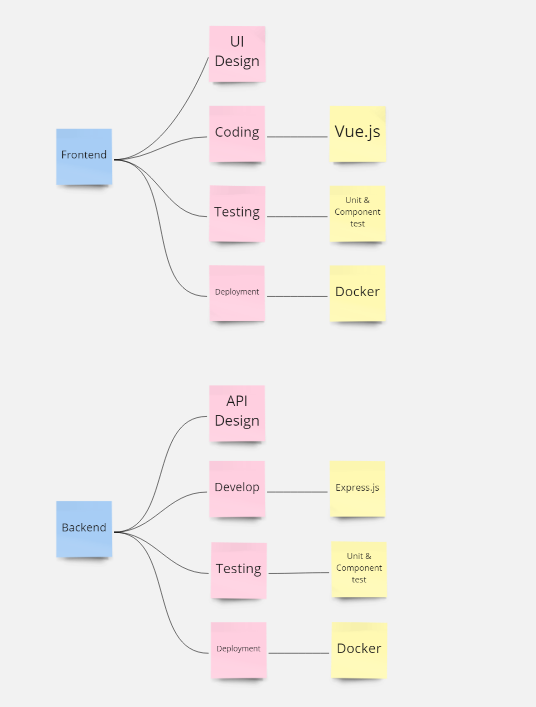 UI
Design
Frontend
Coding
Vue.js
Testing
Unit &
Component
test
Deployment
Docker
API
Design
Backend
Develop
Express.js
Testing
Unit &
Component
test
Deployment
Docker